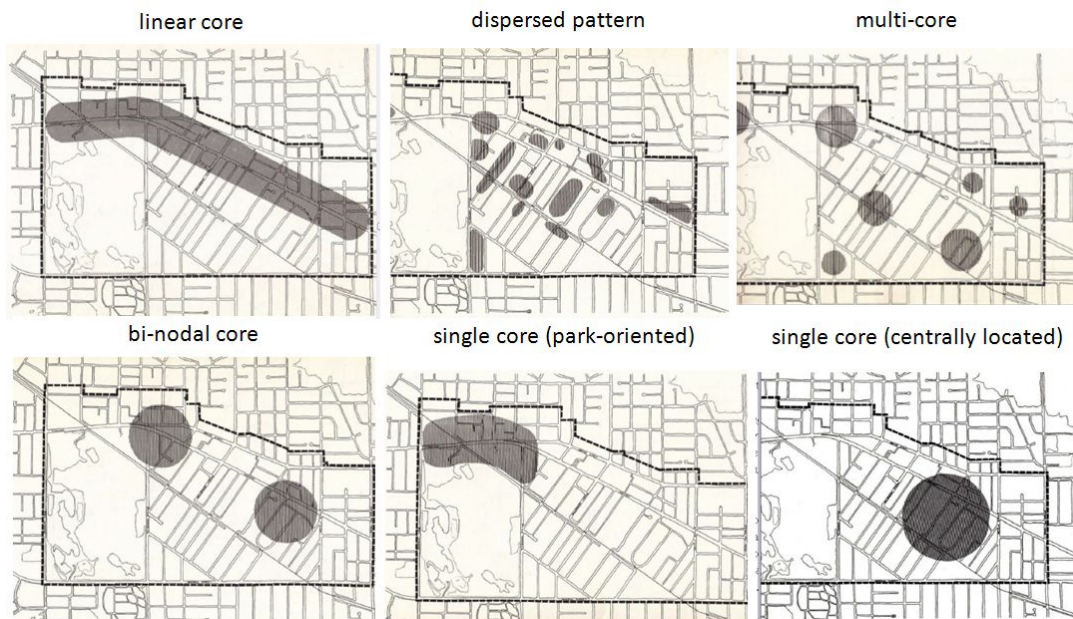 linear core
dispersed pattern
multi-core
bi-nodal core
single core (park-oriented)
single core (centrally located)